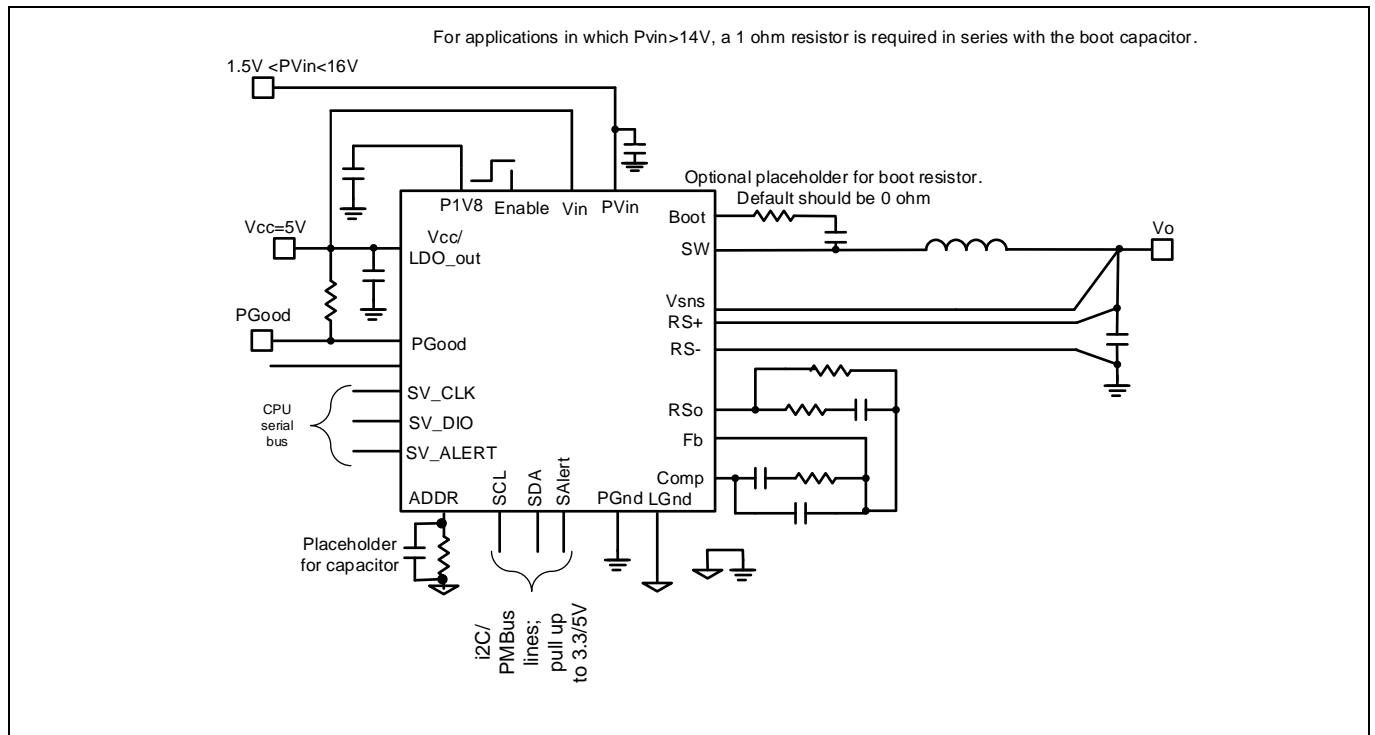 For applications in which Pvin>14V, a 1 ohm resistor is required in series with the boot capacitor.
1.5V <PVin<16V
Optional placeholder for boot resistor.
Default should be 0 ohm
P1V8
Enable
Vin
PVin
Boot
Vcc=5V
Vcc/
LDO_out
SW
Vo
Vsns
PGood
RS+
PGood
RS-
SV_CLK
CPU
serial
bus
RSo
SV_DIO
Fb
SV_ALERT
Comp
ADDR
SCL
SDA
SAlert
PGnd
LGnd
Placeholder
for capacitor
i2C/
PMBus
lines;
pull up
to 3.3/5V